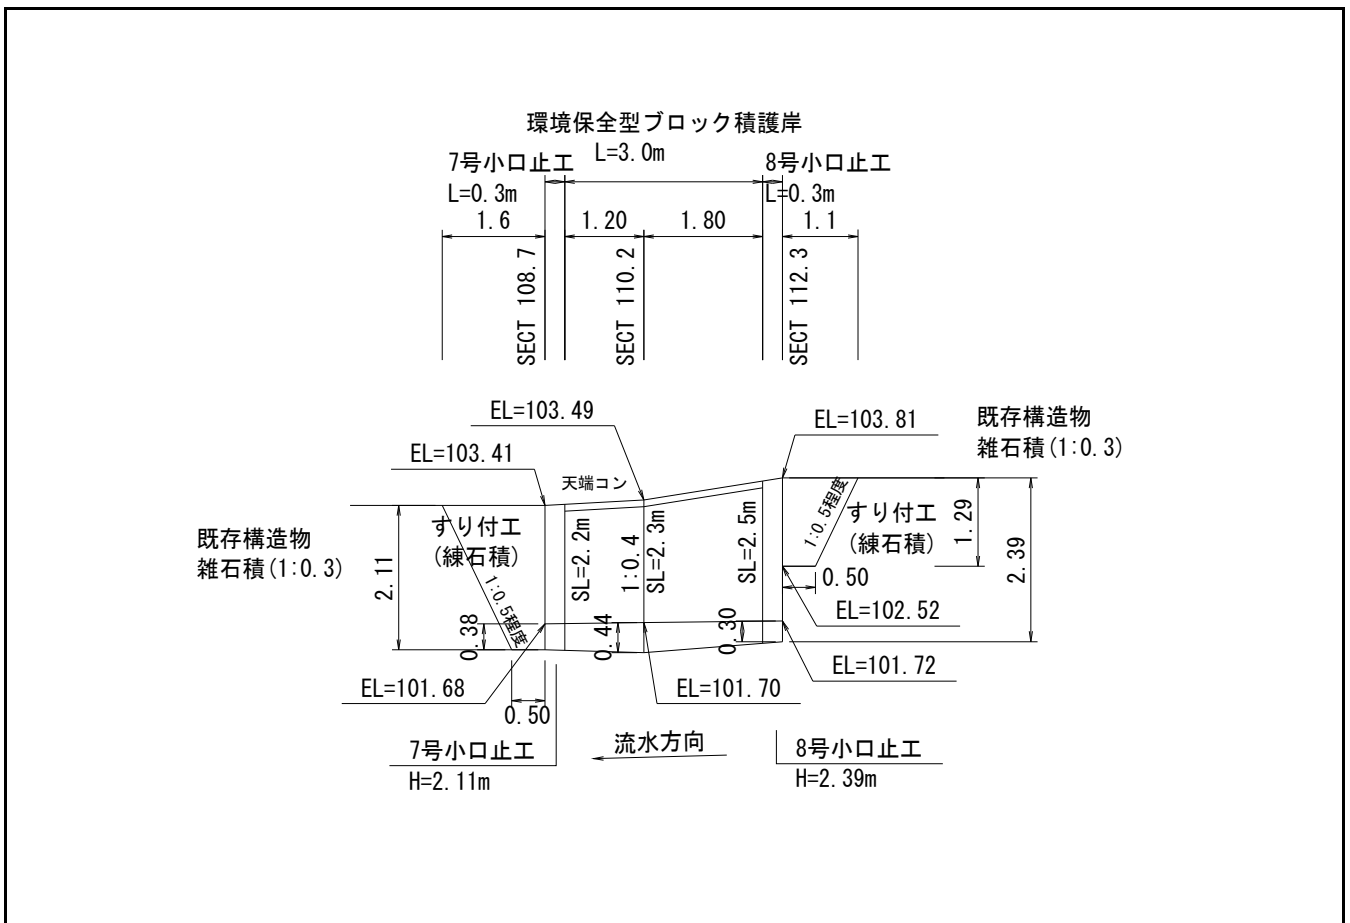 環境保全型ブロック積護岸
L=3.0m
7号小口止工
L=0.3m
8号小口止工
L=0.3m
1.6
1.20
1.80
1.1
SECT 108.7
SECT 110.2
SECT 112.3
EL=103.49
EL=103.81
EL=103.41
既存構造物
雑石積(1:0.3)
天端コン
既存構造物
雑石積(1:0.3)
2.11
すり付工
(練石積)
1:0.5程度
SL=2.2m
1:0.4
SL=2.3m
SL=2.5m
1:0.5程度
すり付工
(練石積)
1.29
2.39
0.50
EL=102.52
0.38
0.44
0.30
EL=101.72
EL=101.68
EL=101.70
0.50
7号小口止工
H=2.11m
流水方向
8号小口止工
H=2.39m